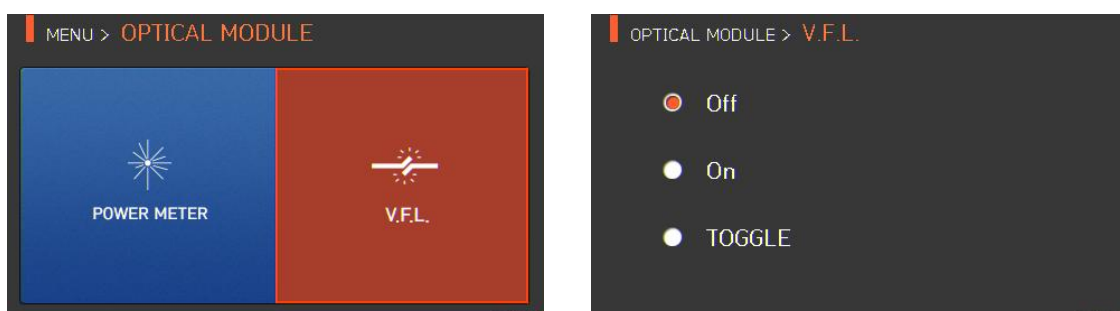 MENU > OPTICAL MODULE
POWER METER
V.F.L.
OPTICAL MODULE > V.F.L.
Off
On
TOGGLE